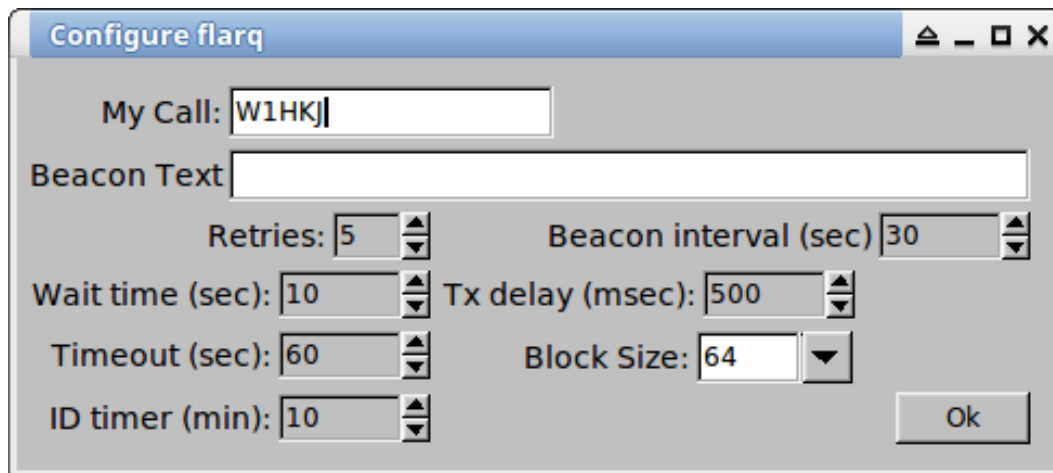 Configure flarq
My Call: W1HKJ
Beacon Text
Retries: 5 Beacon interval (sec) 30
Wait time (sec): 10 Tx delay (msec): 500
Timeout (sec): 60 Block Size: 64
ID timer (min): 10 Ok